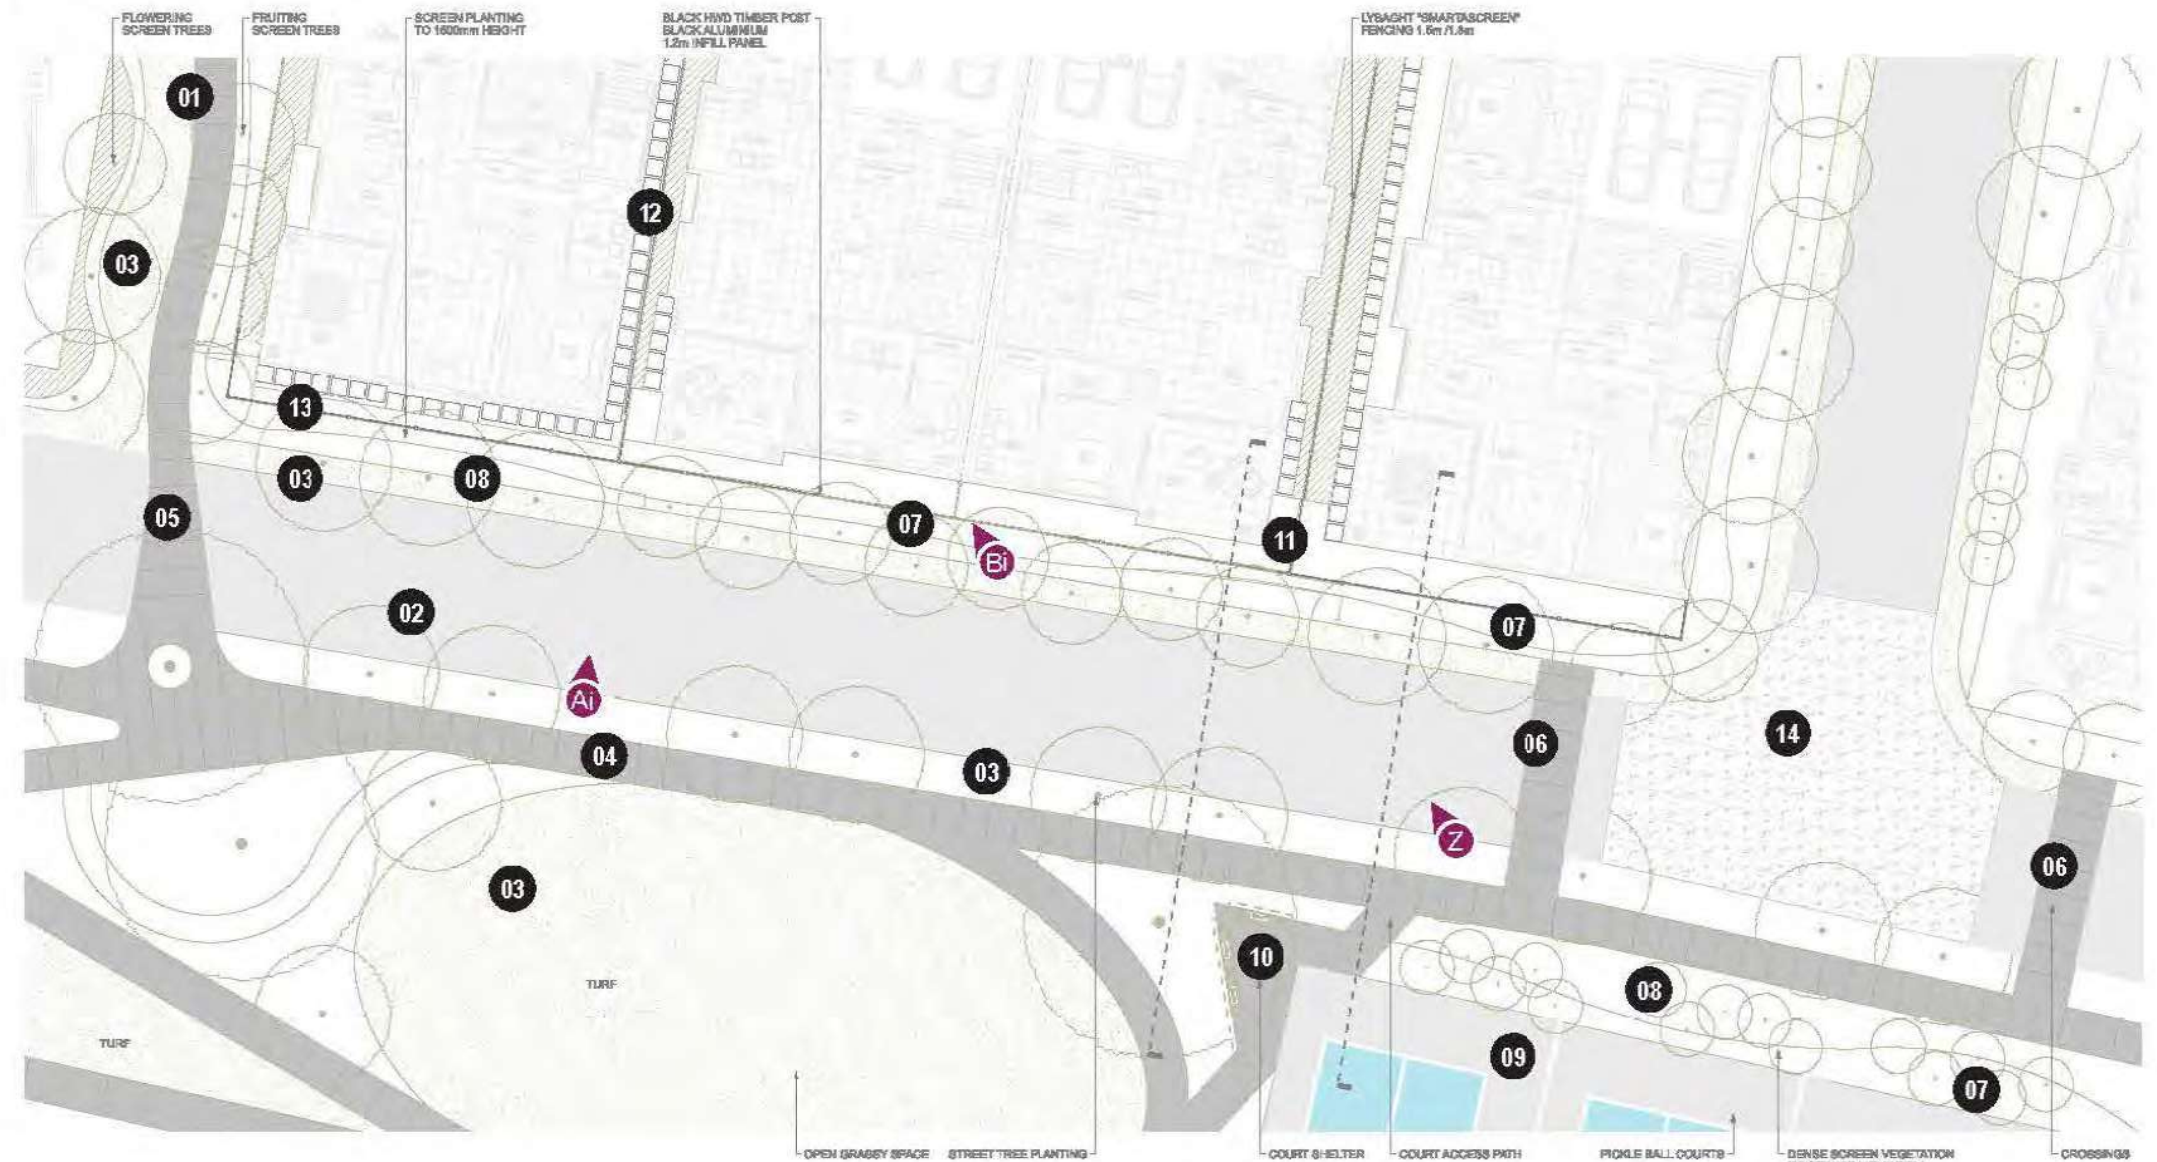 FLOWERING
SCREEN TREES
FRUITING
SCREEN TREES
SCREEN PLANTING
TO 1600mm HEIGHT
BLACK HWD TIMBER POST
BLACK ALUMINIUM
1.2m INFILL PANEL
LYSAGHT "SMARTASCREEN"
FENCING 1.5m /1.8m
01
12
03
13
03
08
05
07
11
Bi
02
07
Ai
04
03
06
14
Z
06
03
10
08
TURF
TURF
09
07
OPEN GRASSY SPACE
STREET TREE PLANTING
COURT SHELTER
COURT ACCESS PATH
PICKLE BALL COURTS
DENSE SCREEN VEGETATION
CROSSINGS